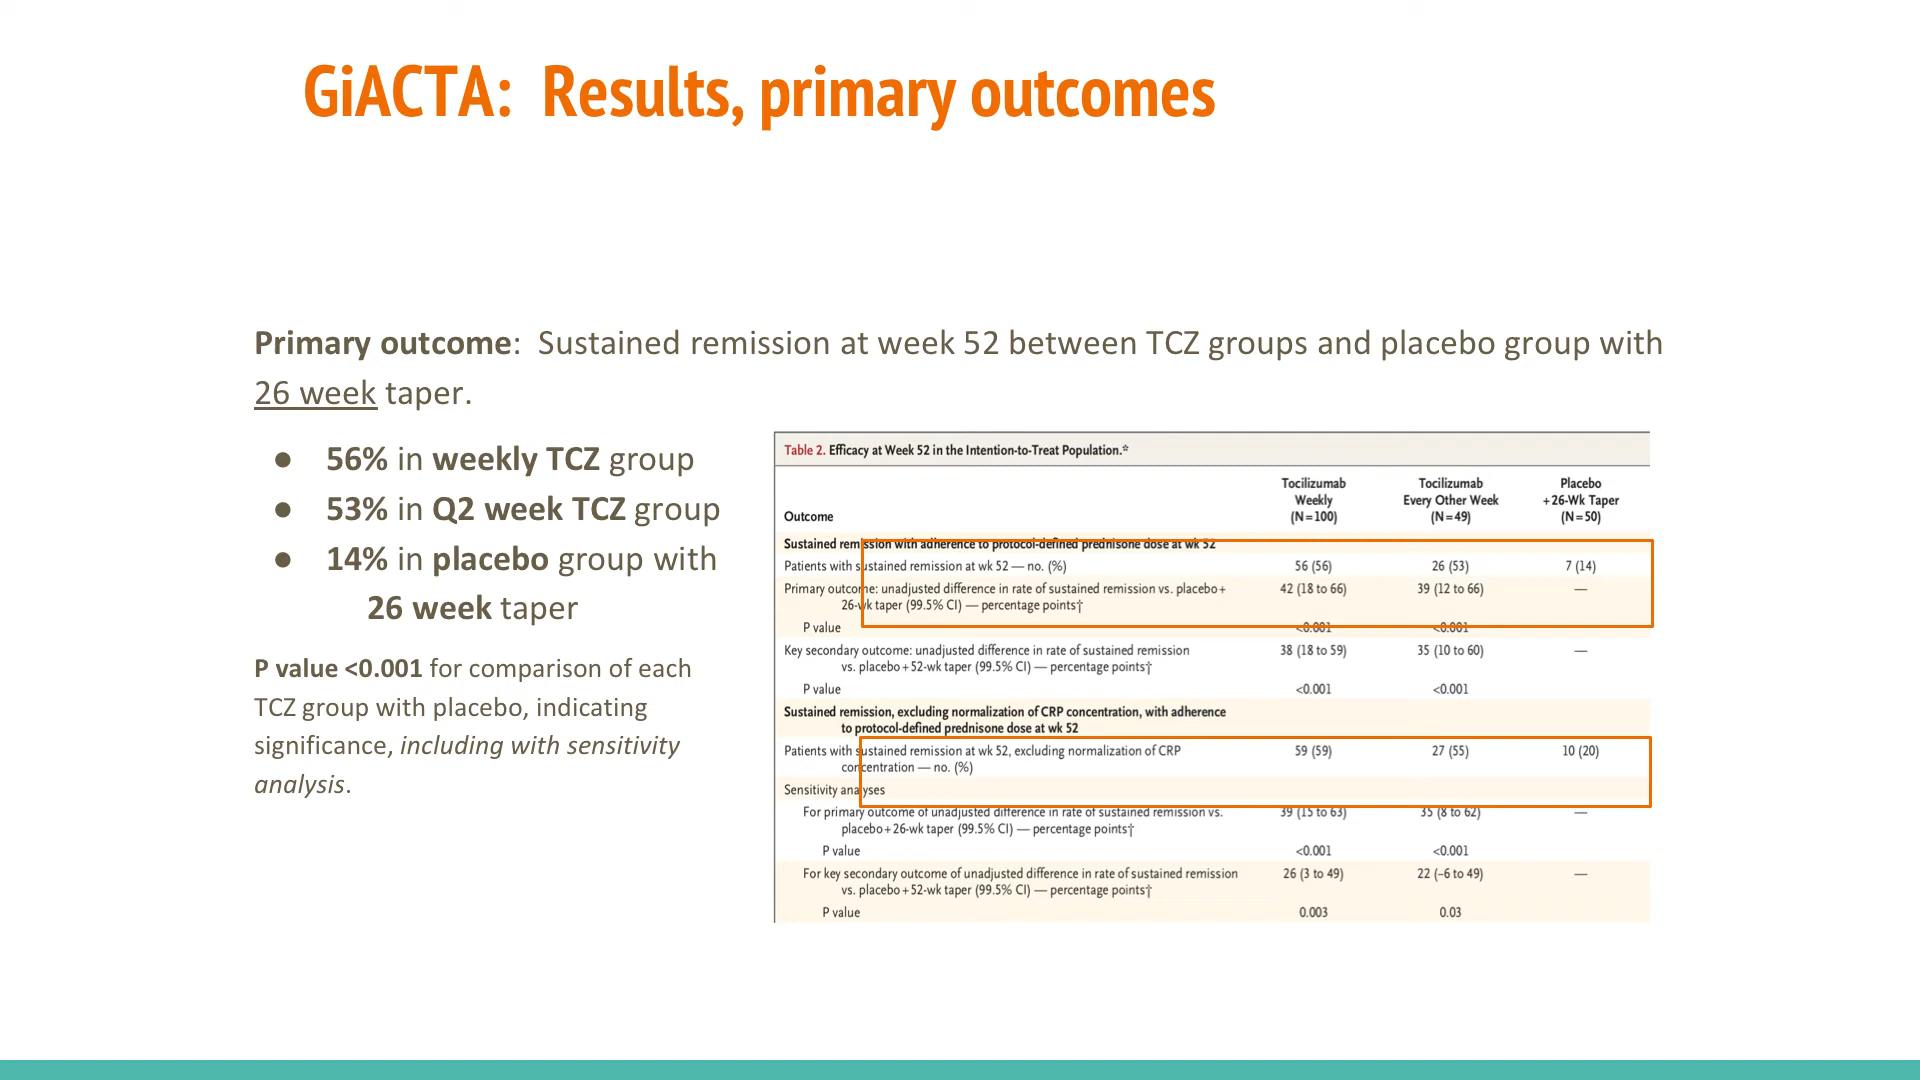 GiACTA: Results, primary outcomes
Primary outcome: Sustained remission at week 52 between TCZ groups and placebo group with
26 week taper.
● 56% in weekly TCZ group
● 53% in Q2 week TCZ group
● 14% in placebo group with
26 week taper
P value <0.001 for comparison of each
TCZ group with placebo, indicating
significance, including with sensitivity
analysis.
Table 2. Efficacy at Week 52 in the Intention-to-Treat Population.*
Outcome Tocilizumab Weekly (N=100) Tocilizumab Every Other Week (N=49) Placebo +26-Wk Taper (N=50)
Sustained remission with adherence to protocol-defined prednisone dose at wk 52
Patients with sustained remission at wk 52 — no. (%) 56 (56) 26 (53) 7 (14)
Primary outcome: unadjusted difference in rate of sustained remission vs. placebo+ 42 (18 to 66) 39 (12 to 66) —
26-wk taper (99.5% CI) — percentage points†
P value <0.001 <0.001
Key secondary outcome: unadjusted difference in rate of sustained remission 38 (18 to 59) 35 (10 to 60) —
vs. placebo+52-wk taper (99.5% CI) — percentage points†
P value <0.001 <0.001
Sustained remission, excluding normalization of CRP concentration, with adherence
to protocol-defined prednisone dose at wk 52
Patients with sustained remission at wk 52, excluding normalization of CRP 59 (59) 27 (55) 10 (20)
concentration — no. (%)
Sensitivity analyses
For primary outcome of unadjusted difference in rate of sustained remission vs. 39 (15 to 63) 35 (8 to 62) —
placebo+26-wk taper (99.5% CI) — percentage points†
P value <0.001 <0.001
For key secondary outcome of unadjusted difference in rate of sustained remission 26 (3 to 49) 22 (–6 to 49) —
vs. placebo+52-wk taper (99.5% CI) — percentage points†
P value 0.003 0.03